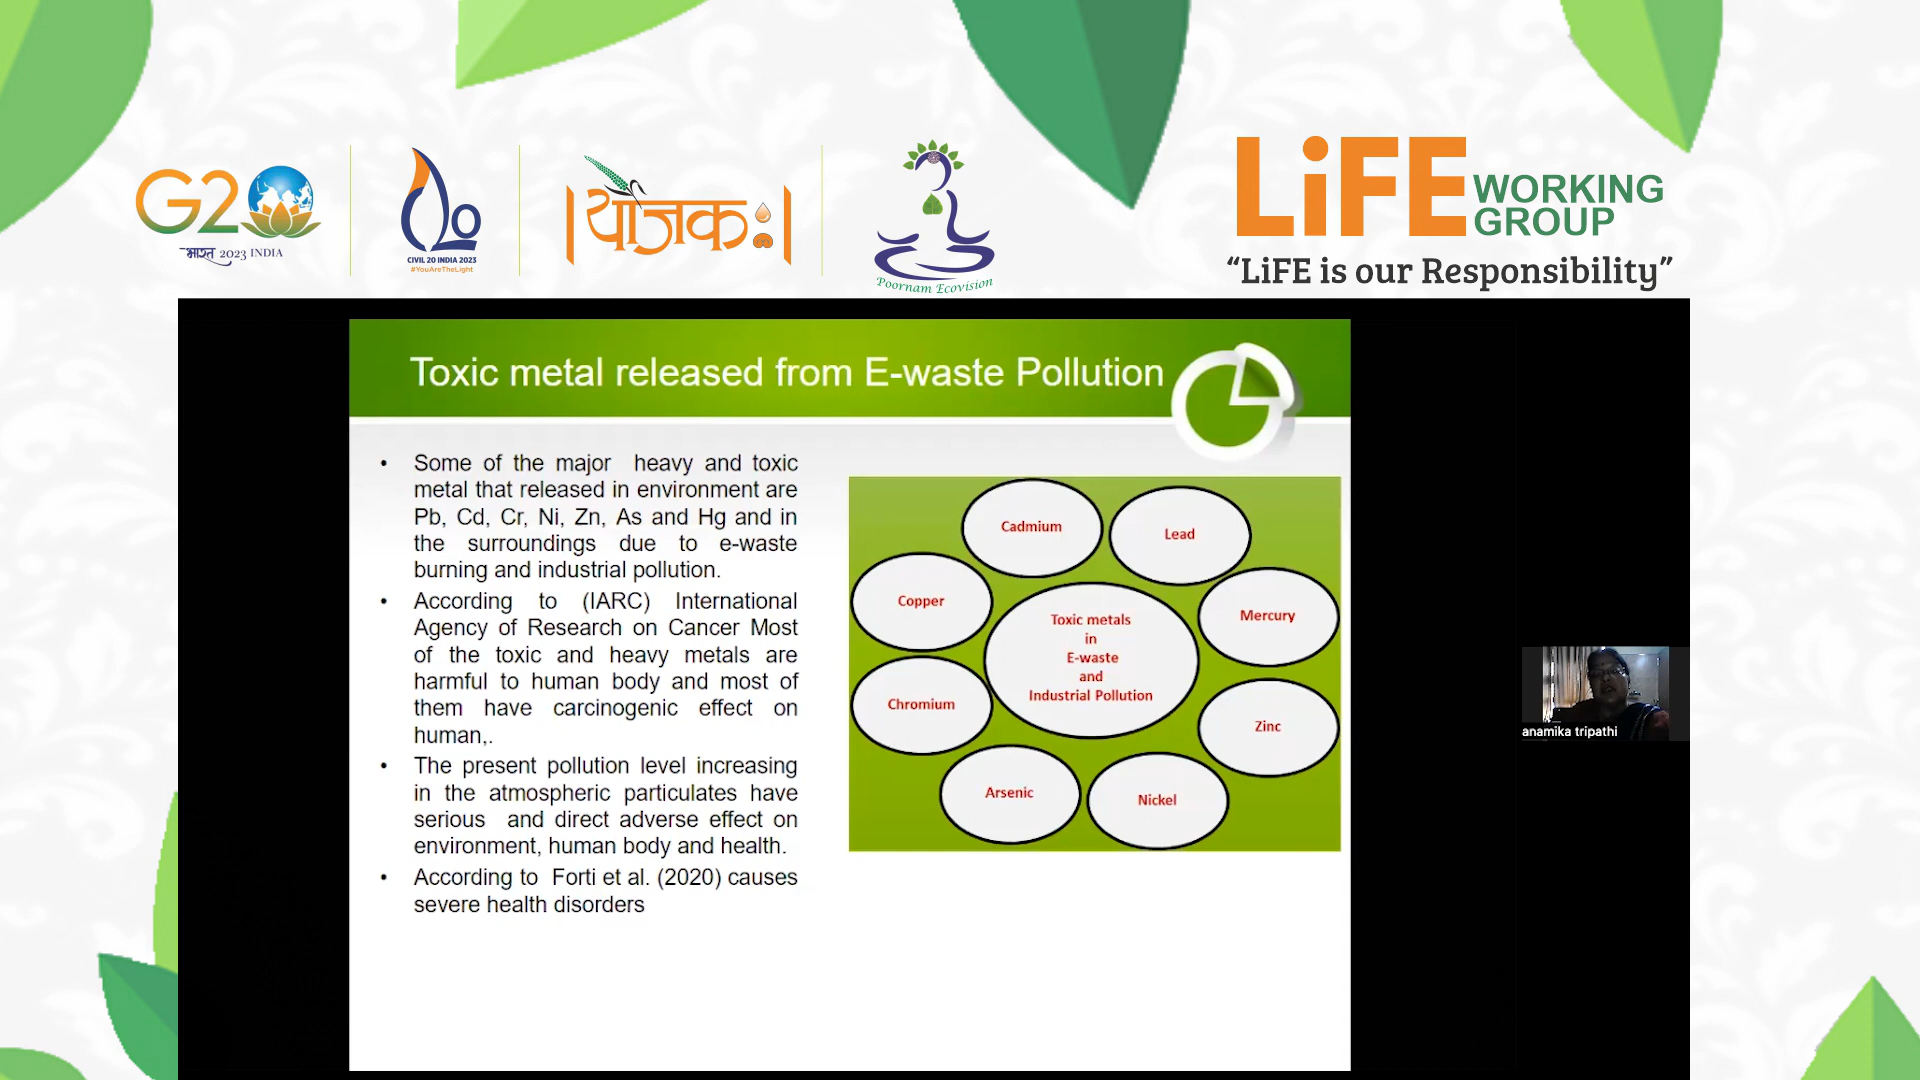 G20
भारत 2023 INDIA
CIVIL 20 INDIA 2023
#YouAreTheLight
।योजकः।
Poornam Ecovision
LiFE WORKING
GROUP
“LiFE is our Responsibility”
Toxic metal released from E-waste Pollution
• Some of the major heavy and toxic
metal that released in environment are
Pb, Cd, Cr, Ni, Zn, As and Hg and in
the surroundings due to e-waste
burning and industrial pollution.
• According to (IARC) International
Agency of Research on Cancer Most
of the toxic and heavy metals are
harmful to human body and most of
them have carcinogenic effect on
human,.
• The present pollution level increasing
in the atmospheric particulates have
serious and direct adverse effect on
environment, human body and health.
• According to Forti et al. (2020) causes
severe health disorders
Cadmium
Lead
Copper
Mercury
Toxic metals
in
E-waste
and
Industrial Pollution
Chromium
Zinc
Arsenic
Nickel
anamika tripathi